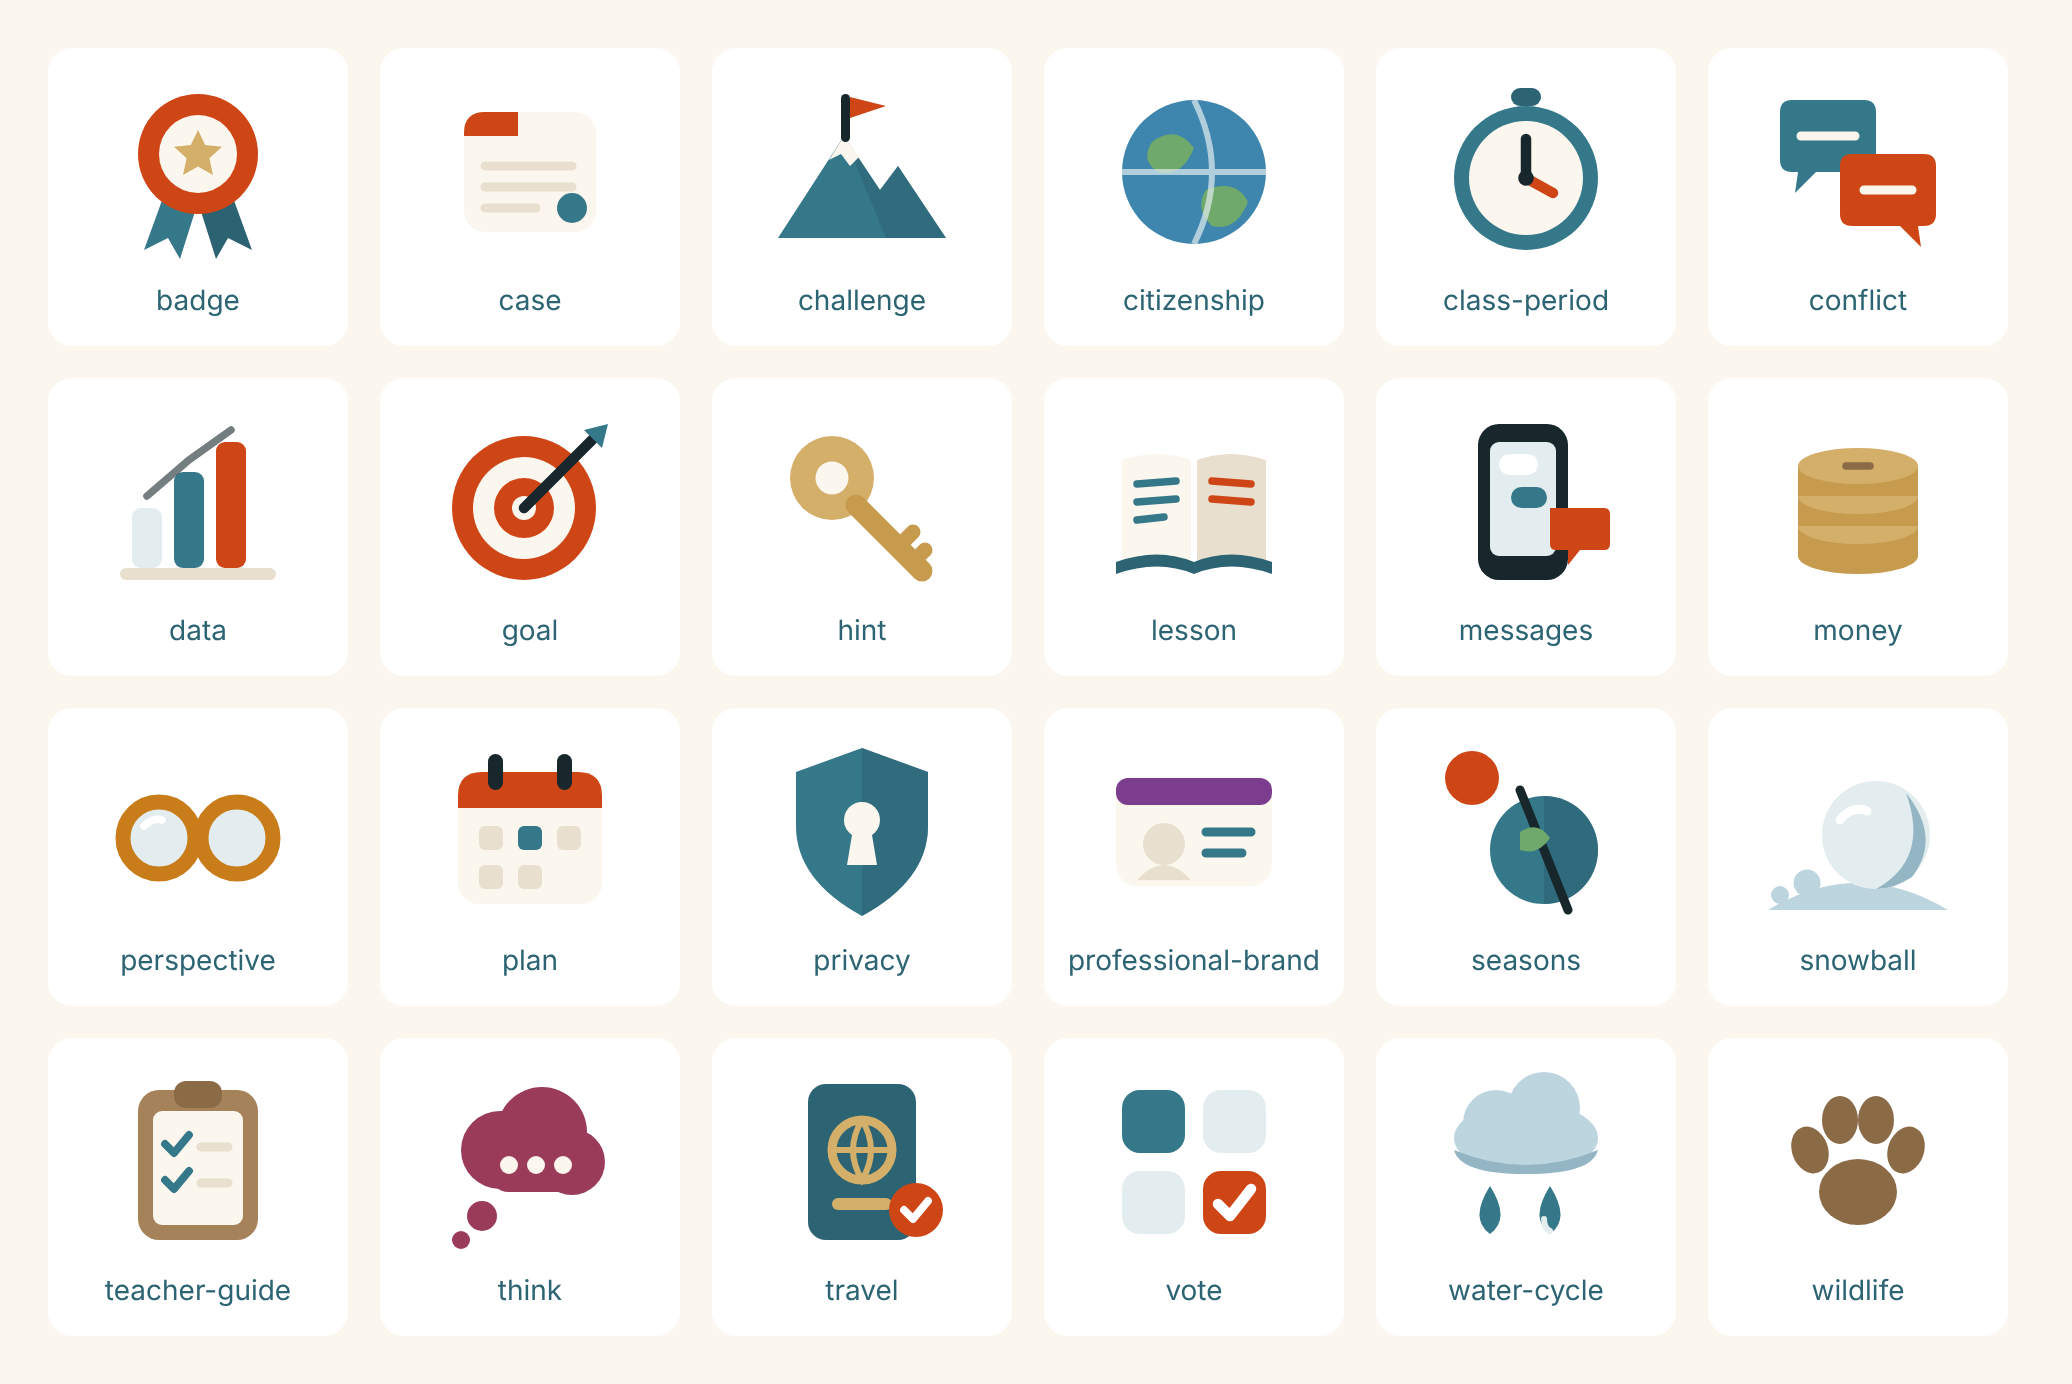 badge
case
challenge
citizenship
class-period
conflict
data
goal
hint
lesson
messages
money
perspective
plan
privacy
professional-brand
seasons
snowball
teacher-guide
think
travel
vote
water-cycle
wildlife